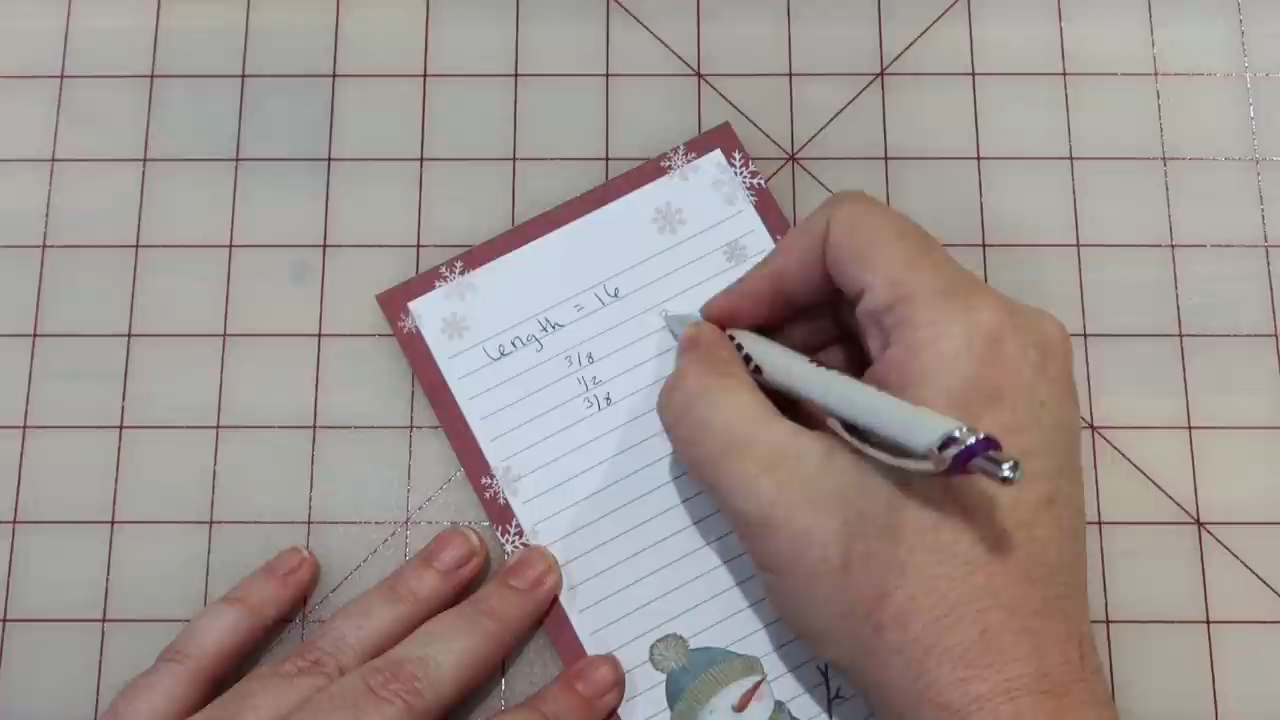 length = 16
3/8
1/2
3/8